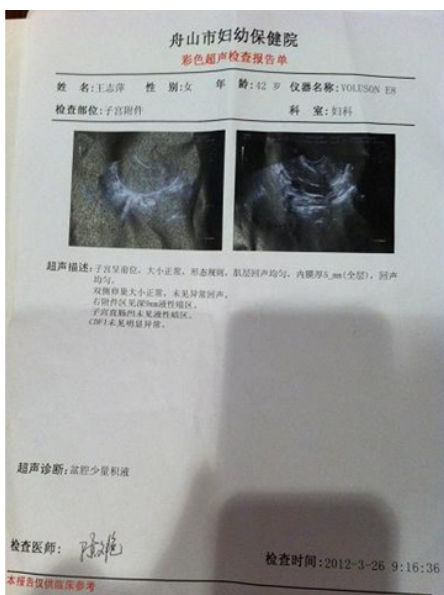 舟山市妇幼保健院
彩色超声检查报告单
姓 名:王志萍 性 别:女 年 龄:42 岁 仪器名称:VOLUSON E8
检查部位:子宫附件 科 室:妇科
超声描述:子宫呈前位，大小正常，形态规则，肌层回声均匀，内膜厚5_mm(全层)，回声
均匀。
双侧卵巢大小正常，未见异常回声。
右附件区见深9mm液性暗区。
子宫直肠凹未见液性暗区。
CDFI未见明显异常。
超声诊断:盆腔少量积液
检查医师:
检查时间:2012-3-26 9:16:36
本报告仅供临床参考